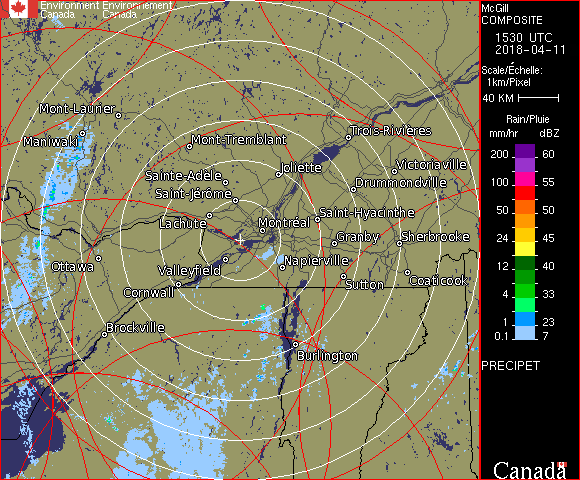 Environment Environnement
Canada Canada
McGill
COMPOSITE
1530 UTC
2018-04-11
Scale/Échelle:
1km/Pixel
40 KM
Rain/Pluie
mm/hr dBZ
200 60
150 55
100 55
50 50
24 45
12 40
4 33
1 23
0.1 7
PRECIPET
Canada
Mont-Laurier
Maniwaki
Mont-Tremblant
Trois-Rivières
Sainte-Adèle
Joliette
Victoriaville
Saint-Jérôme
Drummondville
Lachute
Montréal
Saint-Hyacinthe
Granby
Sherbrooke
Ottawa
Valleyfield
Napierville
Cornwall
Sutton
Coaticook
Brockville
Burlington